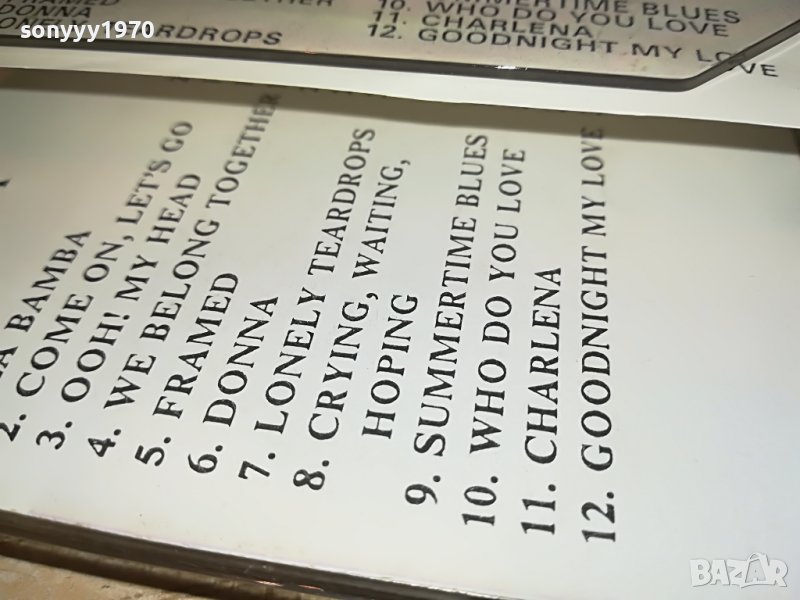 sonyyy1970
DONNA
TEARDROPS
10. WHO DO YOU LOVE
11. CHARLENA
12. GOODNIGHT MY LOVE
BAMBA
2. COME ON, LET'S GO
3. OOH! MY HEAD
4. WE BELONG TOGETHER
5. FRAMED
6. DONNA
7. LONELY TEARDROPS
8. CRYING, WAITING,
HOPING
9. SUMMERTIME BLUES
10. WHO DO YOU LOVE
11. CHARLENA
12. GOODNIGHT MY LOVE
BAZAR